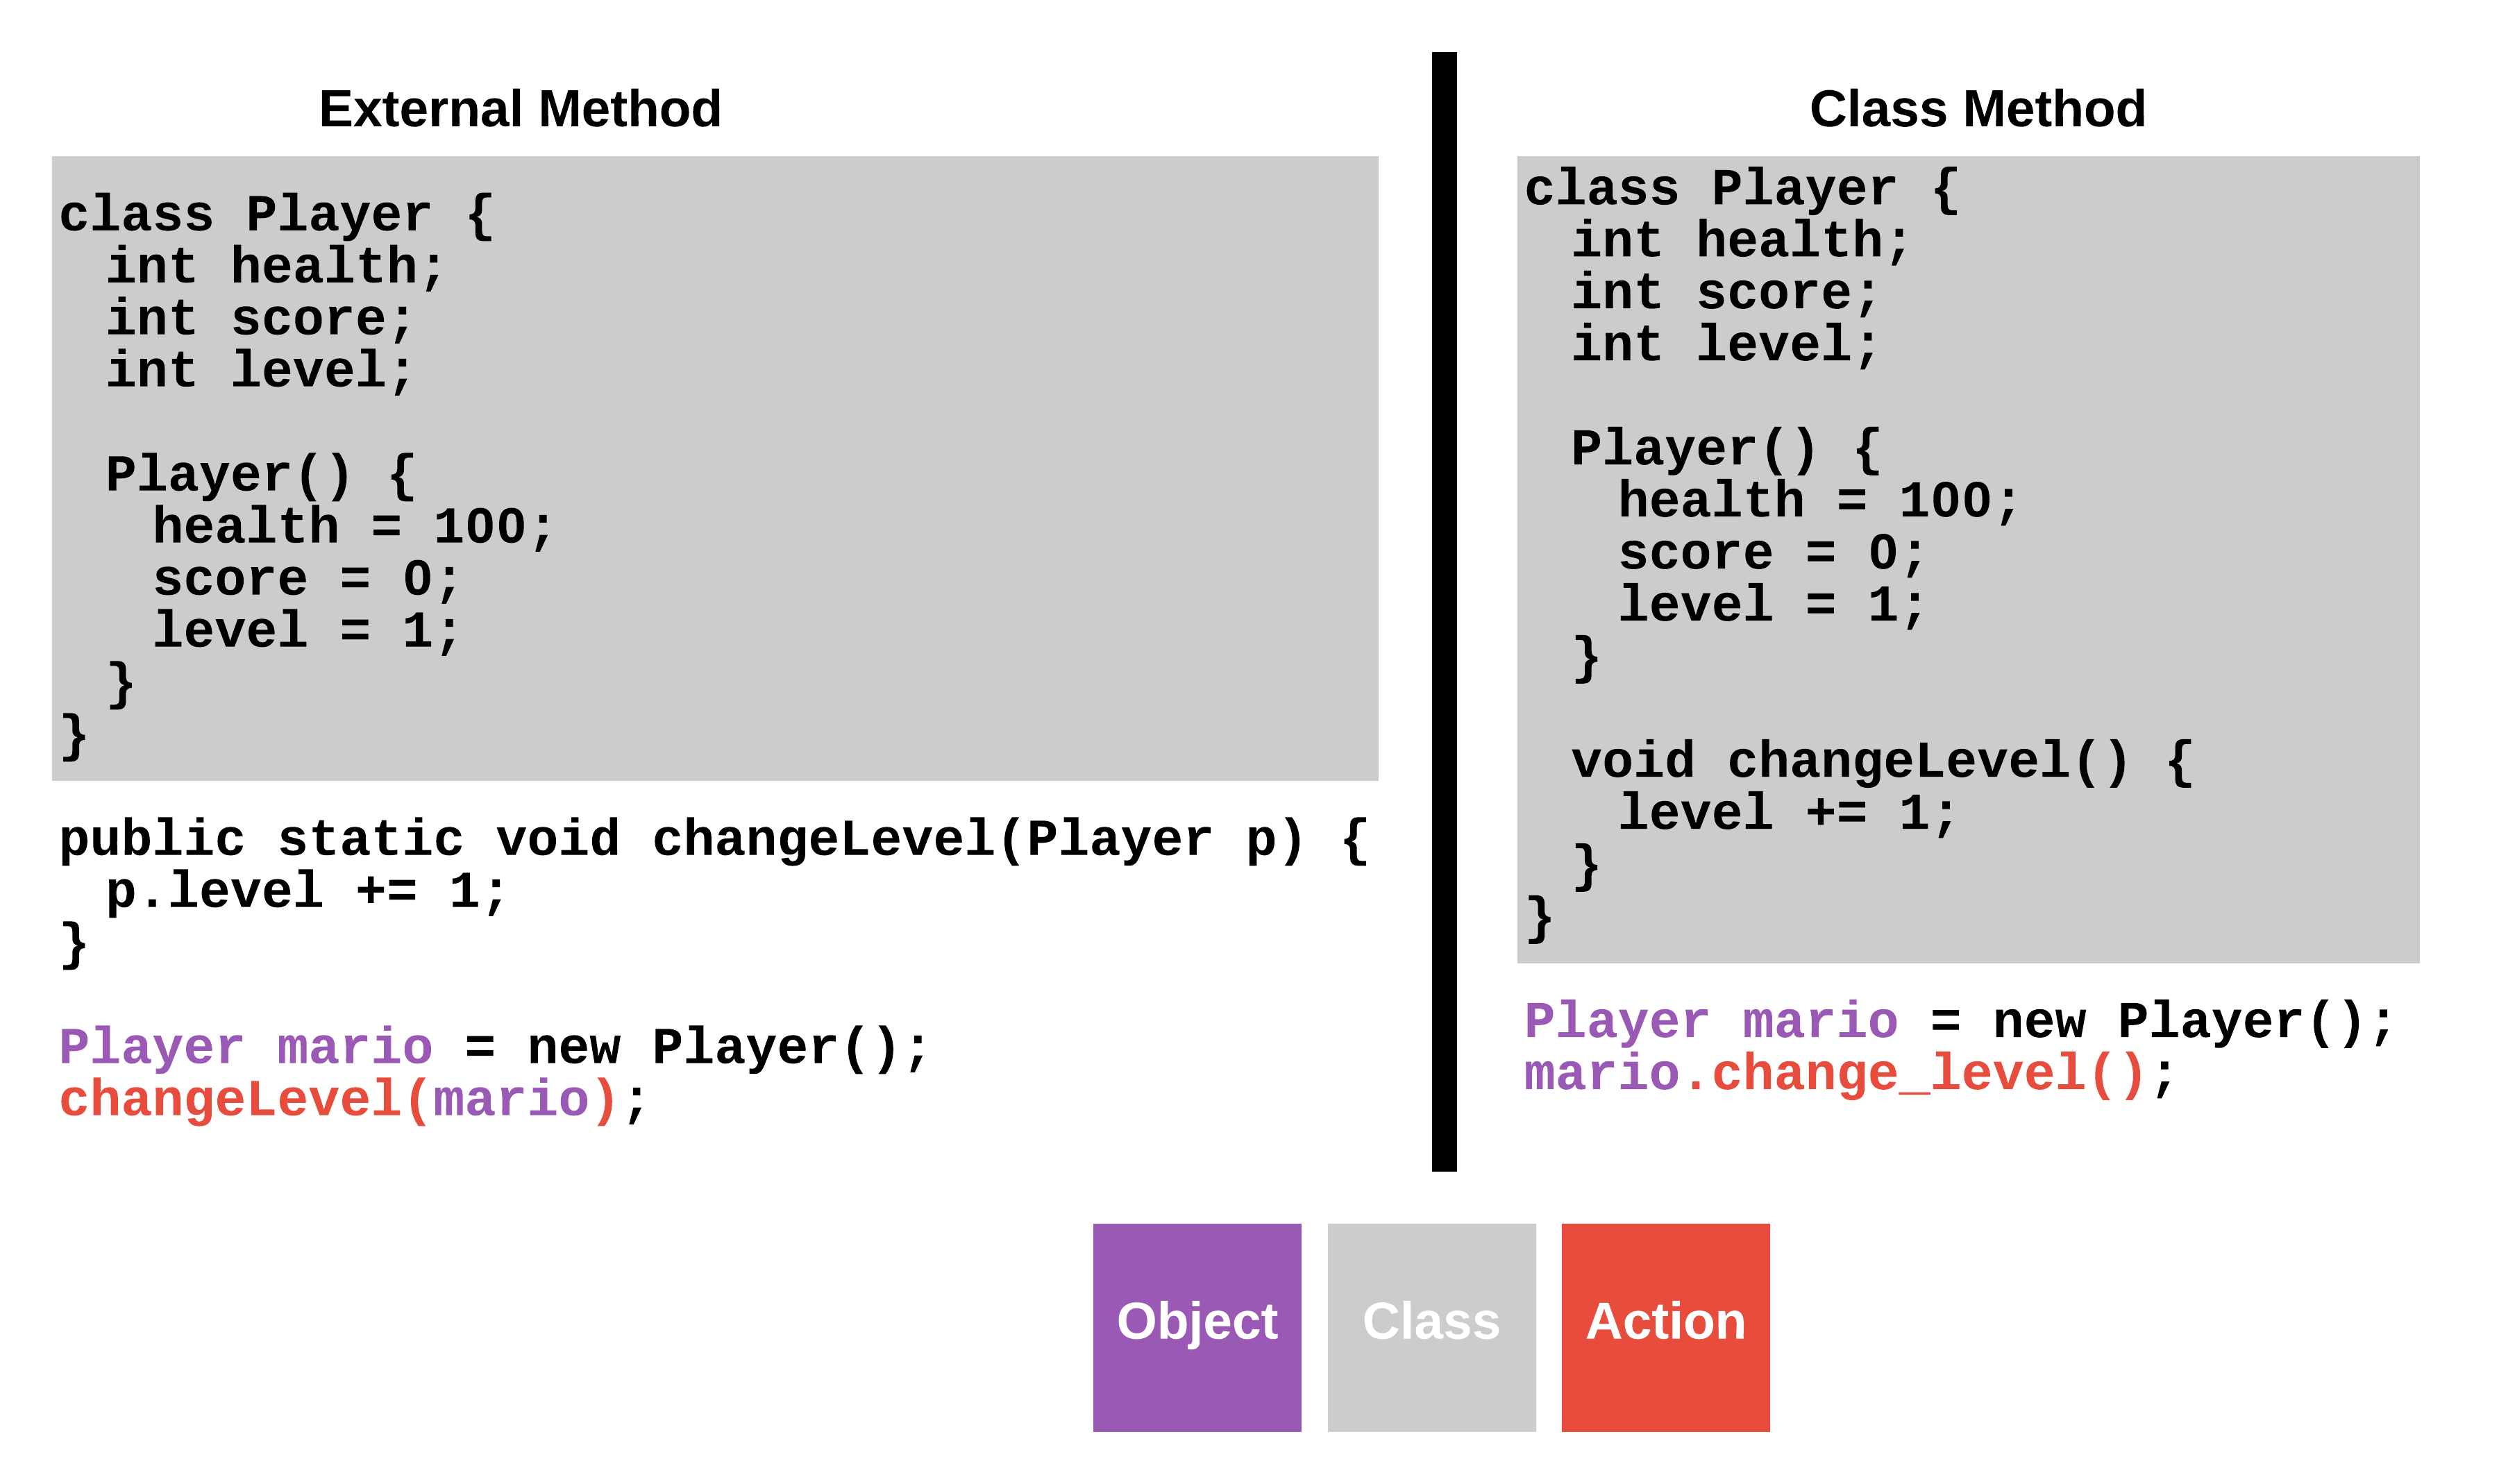 External Method
class Player {
int health;
int score;
int level;
Player() {
health = 100;
score = 0;
level = 1;
}
}
public static void changeLevel(Player p) {
p.level += 1;
}
Player mario = new Player();
changeLevel(mario);
Class Method
class Player {
int health;
int score;
int level;
Player() {
health = 100;
score = 0;
level = 1;
}
void changeLevel() {
level += 1;
}
}
Player mario = new Player();
mario.change_level();
Object
Class
Action